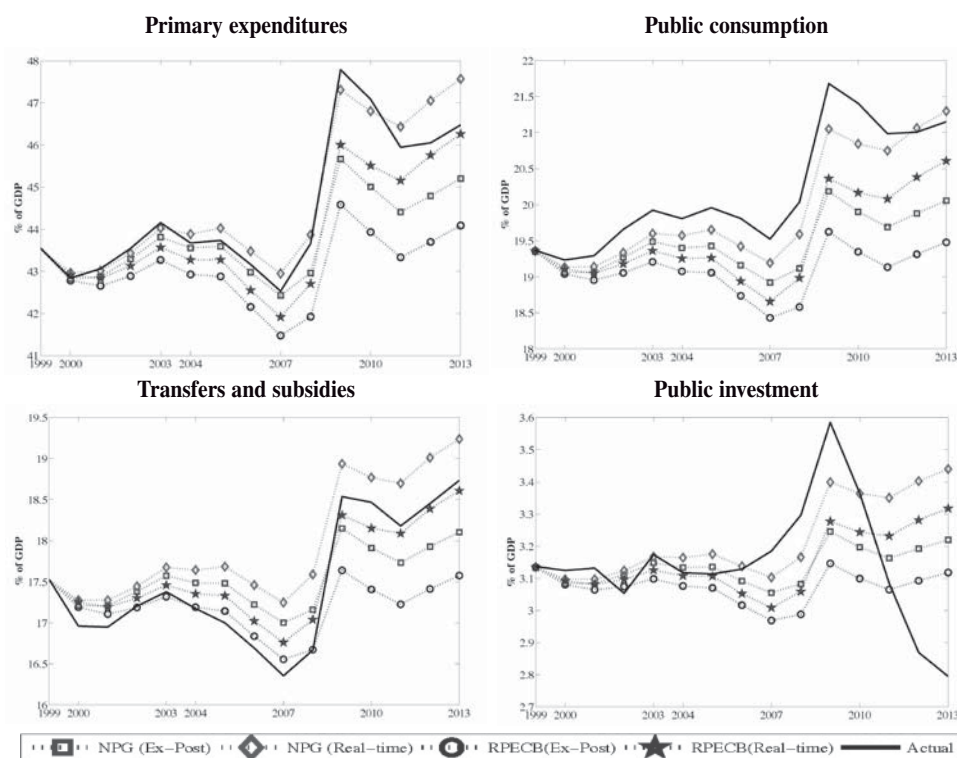 Primary expenditures
% of GDP
48
47
46
45
44
43
42
41
1999 2000 2003 2004 2007 2010 2013
Public consumption
% of GDP
22
21.5
21
20.5
20
19.5
19
18.5
18
1999 2000 2003 2004 2007 2010 2013
Transfers and subsidies
% of GDP
19.5
19
18.5
18
17.5
17
16.5
16
1999 2000 2003 2004 2007 2010 2013
Public investment
% of GDP
3.6
3.5
3.4
3.3
3.2
3.1
3
2.9
2.8
2.7
1999 2000 2003 2004 2007 2010 2013
NPG (Ex-Post) NPG (Real-time) RPECB(Ex-Post) RPECB(Real-time) Actual